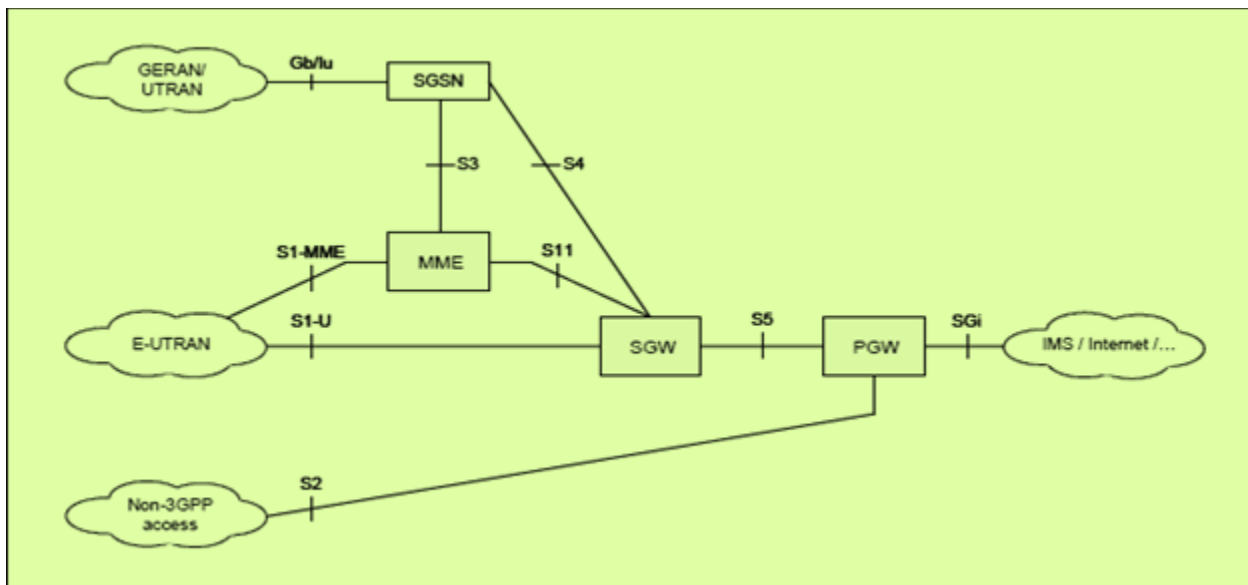 GERAN/
UTRAN
Gb/Iu
SGSN
S3
S4
S1-MME
MME
S11
E-UTRAN
S1-U
SGW
S5
PGW
SGi
IMS / Internet /...
Non-3GPP
access
S2